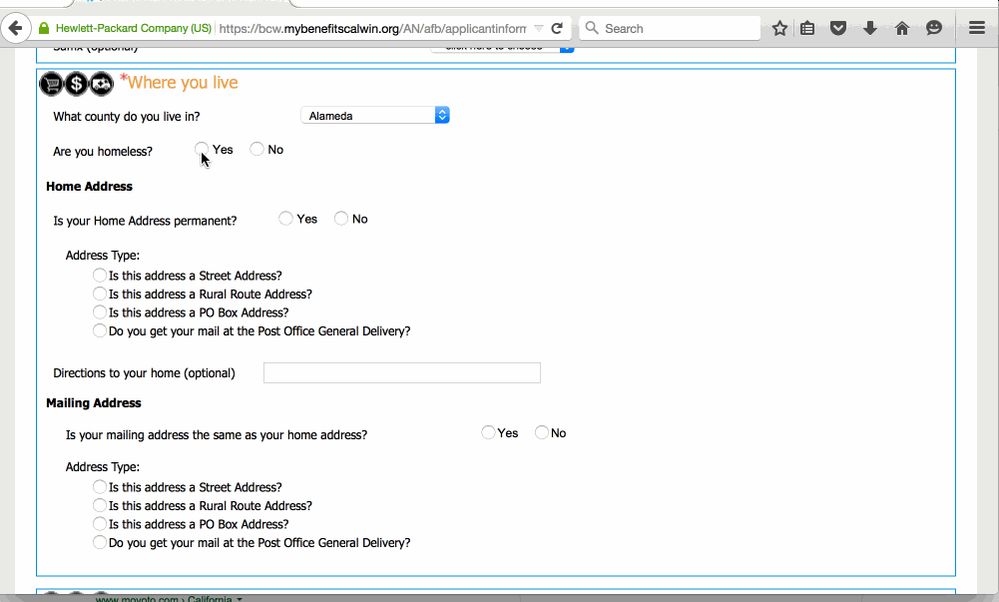 Hewlett-Packard Company (US) https://bcw.mybenefitscalwin.org/AN/afb/applicantinform Search
Suffix (optional) Click here to choose
$ *Where you live
What county do you live in? Alameda
Are you homeless? Yes No
Home Address
Is your Home Address permanent? Yes No
Address Type:
Is this address a Street Address?
Is this address a Rural Route Address?
Is this address a PO Box Address?
Do you get your mail at the Post Office General Delivery?
Directions to your home (optional)
Mailing Address
Is your mailing address the same as your home address? Yes No
Address Type:
Is this address a Street Address?
Is this address a Rural Route Address?
Is this address a PO Box Address?
Do you get your mail at the Post Office General Delivery?
www.movoto.com › California